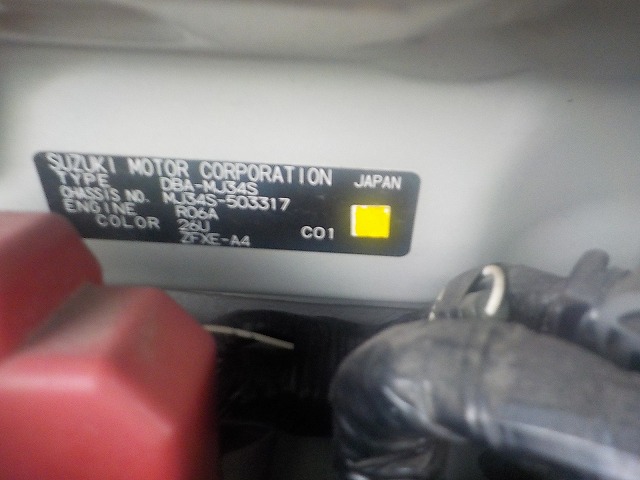 SUZUKI MOTOR CORPORATION JAPAN
TYPE DBA-MJ34S
CHASSIS NO. MJ34S-503317
ENGINE R06A
COLOR 26U
ZFXE-A4 C01